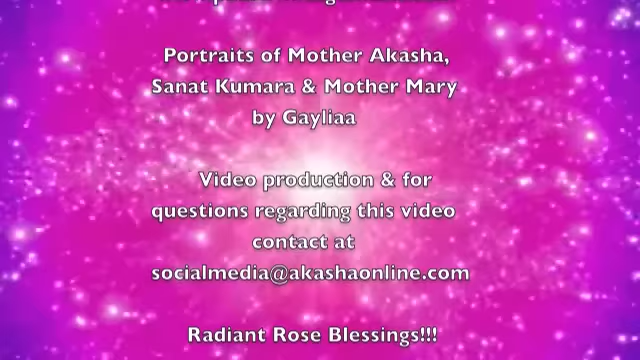 Portraits of Mother Akasha,
Sanat Kumara & Mother Mary
by Gayliaa
Video production & for
questions regarding this video
contact at
socialmedia@akashaonline.com
Radiant Rose Blessings!!!